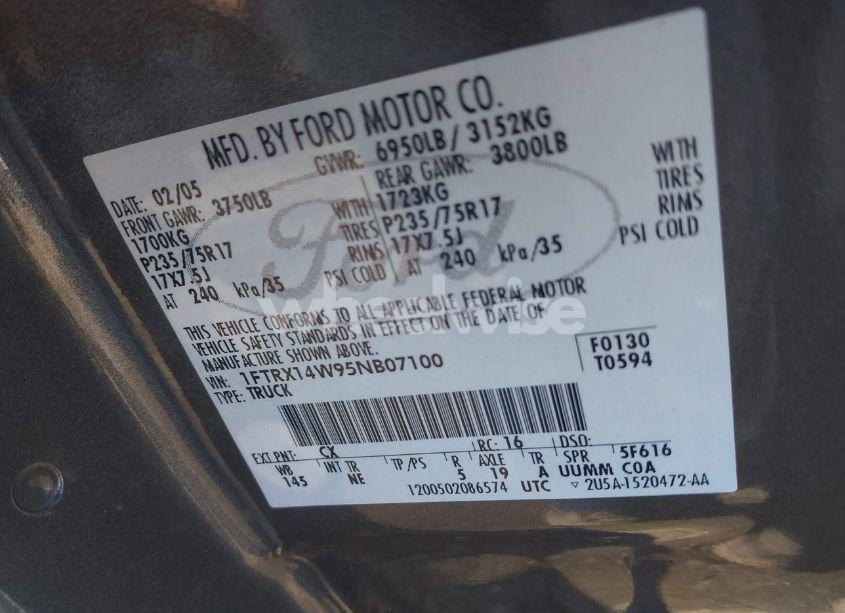 MFD. BY FORD MOTOR CO.
DATE: 02/05 GVWR: 6950LB/ 3152KG
FRONT GAWR: 3750LB REAR GAWR: 3800LB
1700KG WITH 1723KG WITH
P235/75R17 TIRES P235/75R17 TIRES
17X7.5J RIMS 17X7.5J RIMS
AT 240 kPa/35 PSI COLD AT 240 kPa/35 PSI COLD
Ford
wheelwise
THIS VEHICLE CONFORMS TO ALL APPLICABLE FEDERAL MOTOR
VEHICLE SAFETY STANDARDS IN EFFECT ON THE DATE OF
MANUFACTURE SHOWN ABOVE.
VIN: 1FTRX14W95NB07100 F0130
TYPE: TRUCK T0594
EXT PNT: CX RC: 16 DSO:
WB INT TR TP/PS R AXLE TR SPR 5F616
145 NE 5 19 A UUMM COA
1200502086574 UTC ▽ 2U5A-1520472-AA